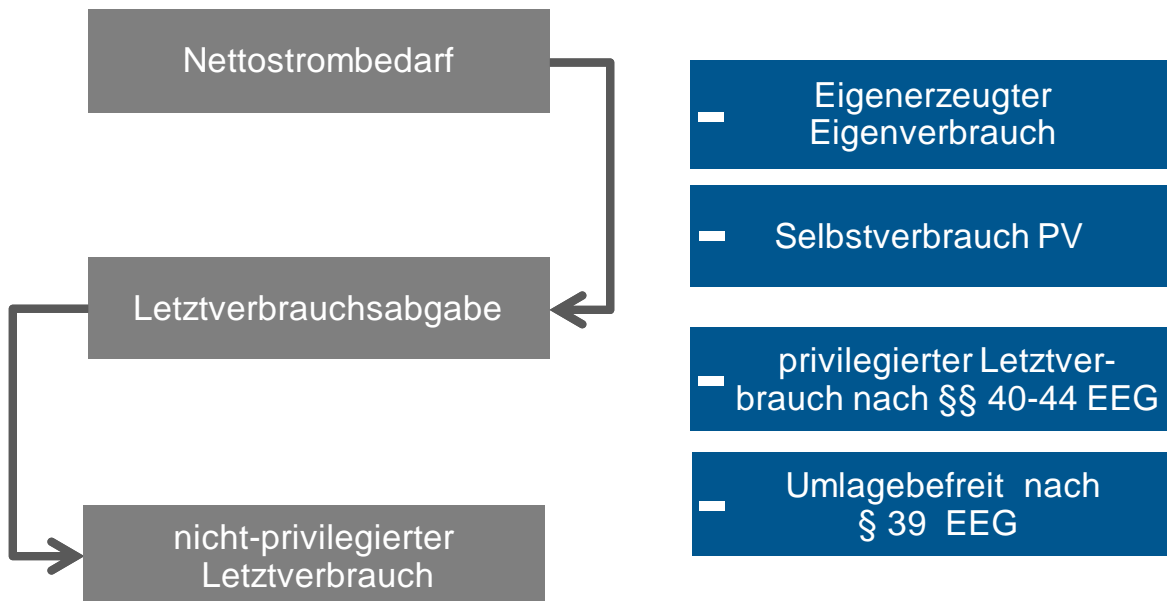 Nettostrombedarf
Eigenerzeugter
Eigenverbrauch
Selbstverbrauch PV
Letztverbrauchsabgabe
privilegierter Letztver-
brauch nach §§ 40-44 EEG
Umlagebefreit nach
§ 39 EEG
nicht-privilegierter
Letztverbrauch